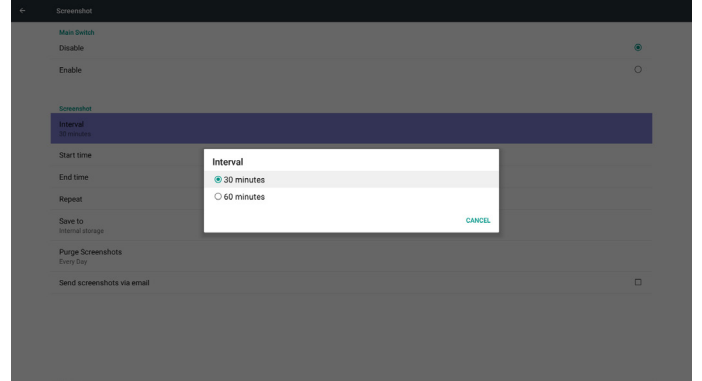 Screenshot
Main Switch
Disable
Enable
Screenshot
Interval
30 minutes
Start time
End time
Repeat
Save to
Internal storage
Purge Screenshots
Every Day
Send screenshots via email
Interval
30 minutes
60 minutes
CANCEL